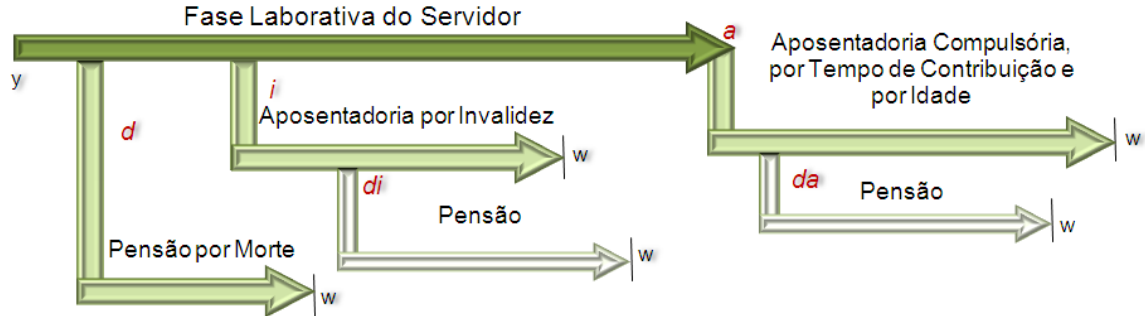 Fase Laborativa do Servidor
a
y
Aposentadoria Compulsória,
por Tempo de Contribuição e
por Idade
i
d
Aposentadoria por Invalidez
w
w
di
da
Pensão
Pensão
w
w
Pensão por Morte
w